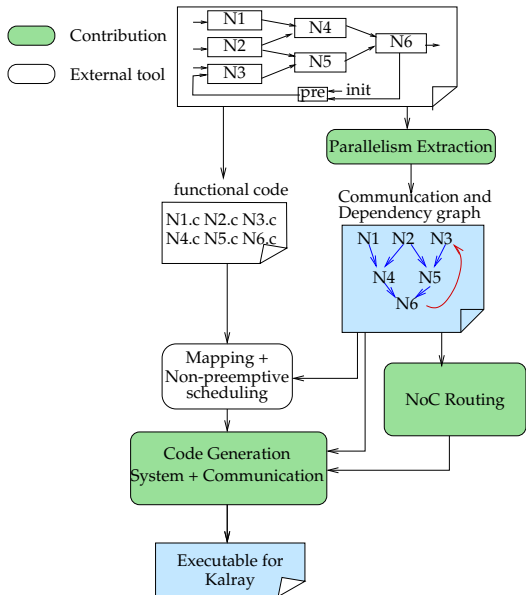 Contribution
External tool
N1
N4
N2
N6
N3
N5
pre
init
Parallelism Extraction
functional code
N1.c N2.c N3.c
N4.c N5.c N6.c
Communication and
Dependency graph
N1 N2 N3
N4 N5
N6
Mapping +
Non-preemptive
scheduling
NoC Routing
Code Generation
System + Communication
Executable for
Kalray